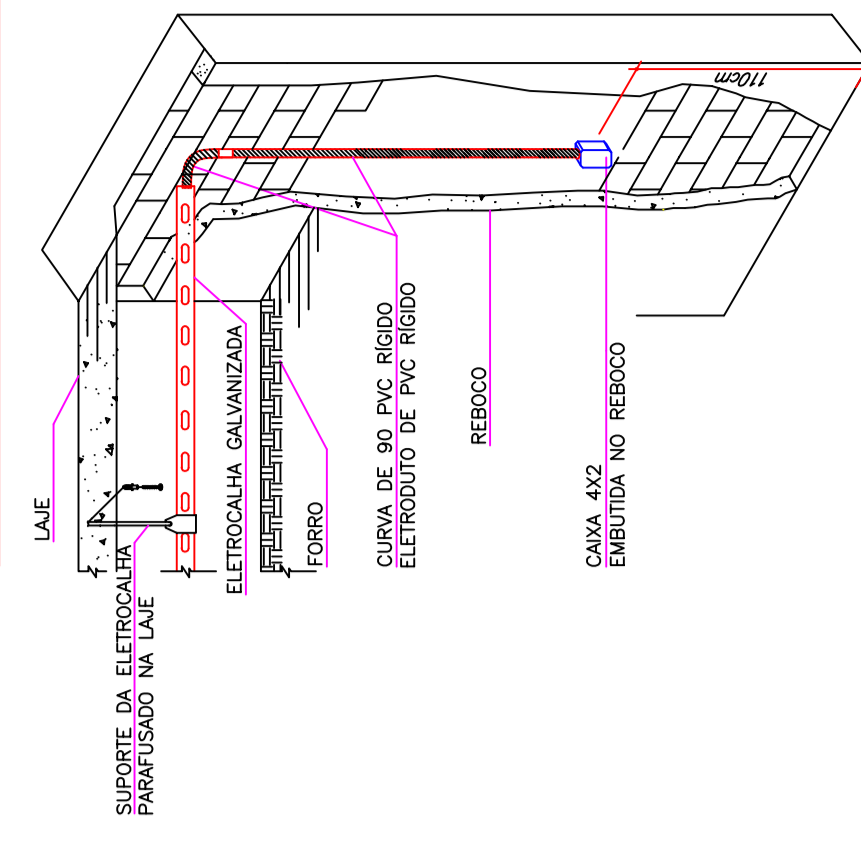 LAJE
SUPORTE DA ELETROCALHA
PARAFUSADO NA LAJE
ELETROCALHA GALVANIZADA
FORRO
CURVA DE 90 PVC RÍGIDO
ELETRODUTO DE PVC RÍGIDO
REBOCO
CAIXA 4X2
EMBUTIDA NO REBOCO
110cm